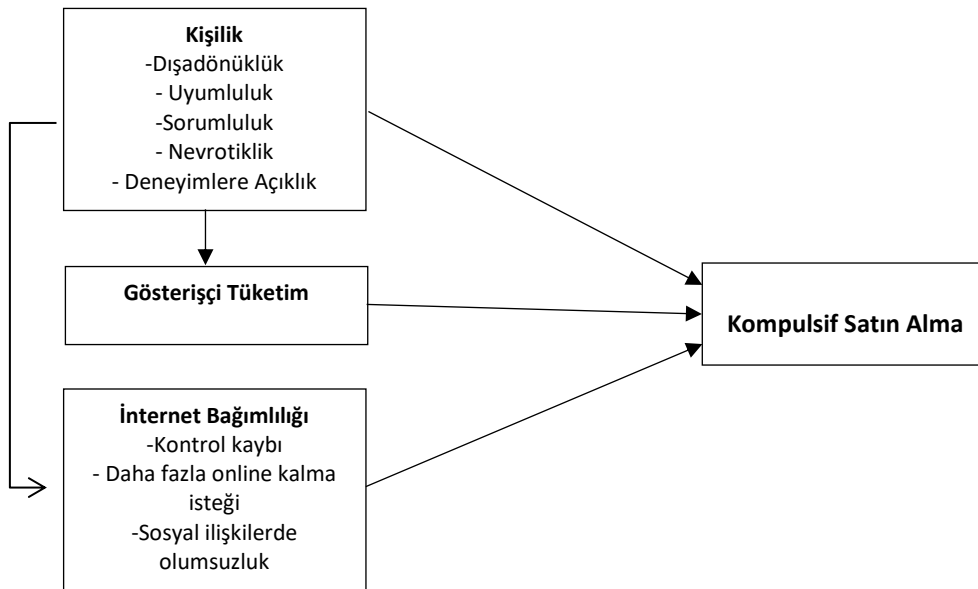 Kişilik
-Dışadönüklük
- Uyumluluk
-Sorumluluk
- Nevrotiklik
- Deneyimlere Açıklık
Gösterişçi Tüketim
Kompulsif Satın Alma
İnternet Bağımlılığı
-Kontrol kaybı
- Daha fazla online kalma
isteği
-Sosyal ilişkilerde
olumsuzluk